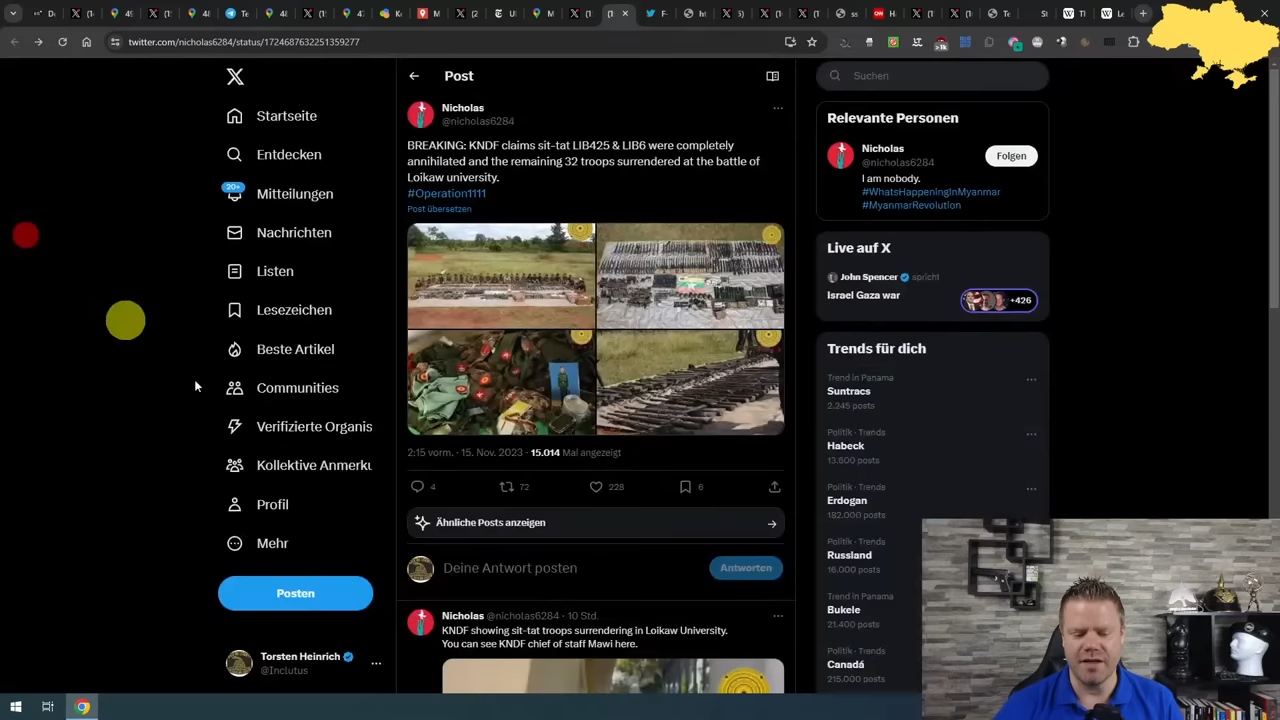 twitter.com/nicholas6284/status/1724687632251359277
Post
Suchen
Startseite
Entdecken
20+
Mitteilungen
Nachrichten
Listen
Lesezeichen
Beste Artikel
Communities
Verifizierte Organis
Kollektive Anmerku
Profil
Mehr
Posten
Torsten Heinrich
@Inclutus
Nicholas
@nicholas6284
BREAKING: KNDF claims sit-tat LIB425 & LIB6 were completely
annihilated and the remaining 32 troops surrendered at the battle of
Loikaw university.
#Operation1111
Post übersetzen
2:15 vorm. · 15. Nov. 2023 · 15.014 Mal angezeigt
4
72
228
6
Ähnliche Posts anzeigen
Deine Antwort posten
Antworten
Nicholas @nicholas6284 · 10 Std.
KNDF showing sit-tat troops surrendering in Loikaw University.
You can see KNDF chief of staff Mawi here.
Relevante Personen
Nicholas
@nicholas6284
Folgen
I am nobody.
#WhatsHappeningInMyanmar
#MyanmarRevolution
Live auf X
John Spencer spricht
Israel Gaza war
+426
Trends für dich
Trend in Panama
Suntracs
2.245 posts
Politik · Trends
Habeck
13.600 posts
Politik · Trends
Erdogan
182.000 posts
Politik · Trends
Russland
16.000 posts
Politik · Trends
Bukele
21.400 posts
Politik · Trends
Canadá
215.000 posts